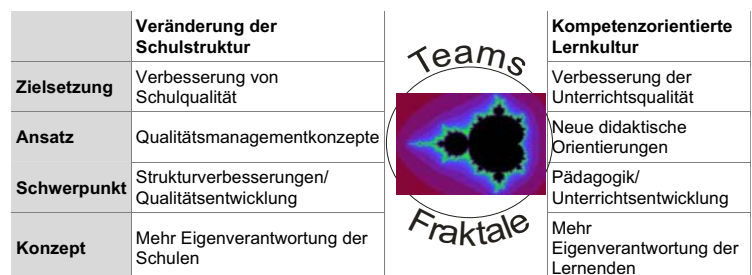 Veränderung der
Schulstruktur
Teams
Kompetenzorientierte
Lernkultur
Zielsetzung
Verbesserung von
Schulqualität
Verbesserung der
Unterrichtsqualität
Ansatz
Qualitätsmanagementkonzepte
Neue didaktische
Orientierungen
Schwerpunkt
Strukturverbesserungen/
Qualitätsentwicklung
Pädagogik/
Unterrichtsentwicklung
Fraktale
Konzept
Mehr Eigenverantwortung der
Schulen
Mehr
Eigenverantwortung der
Lernenden